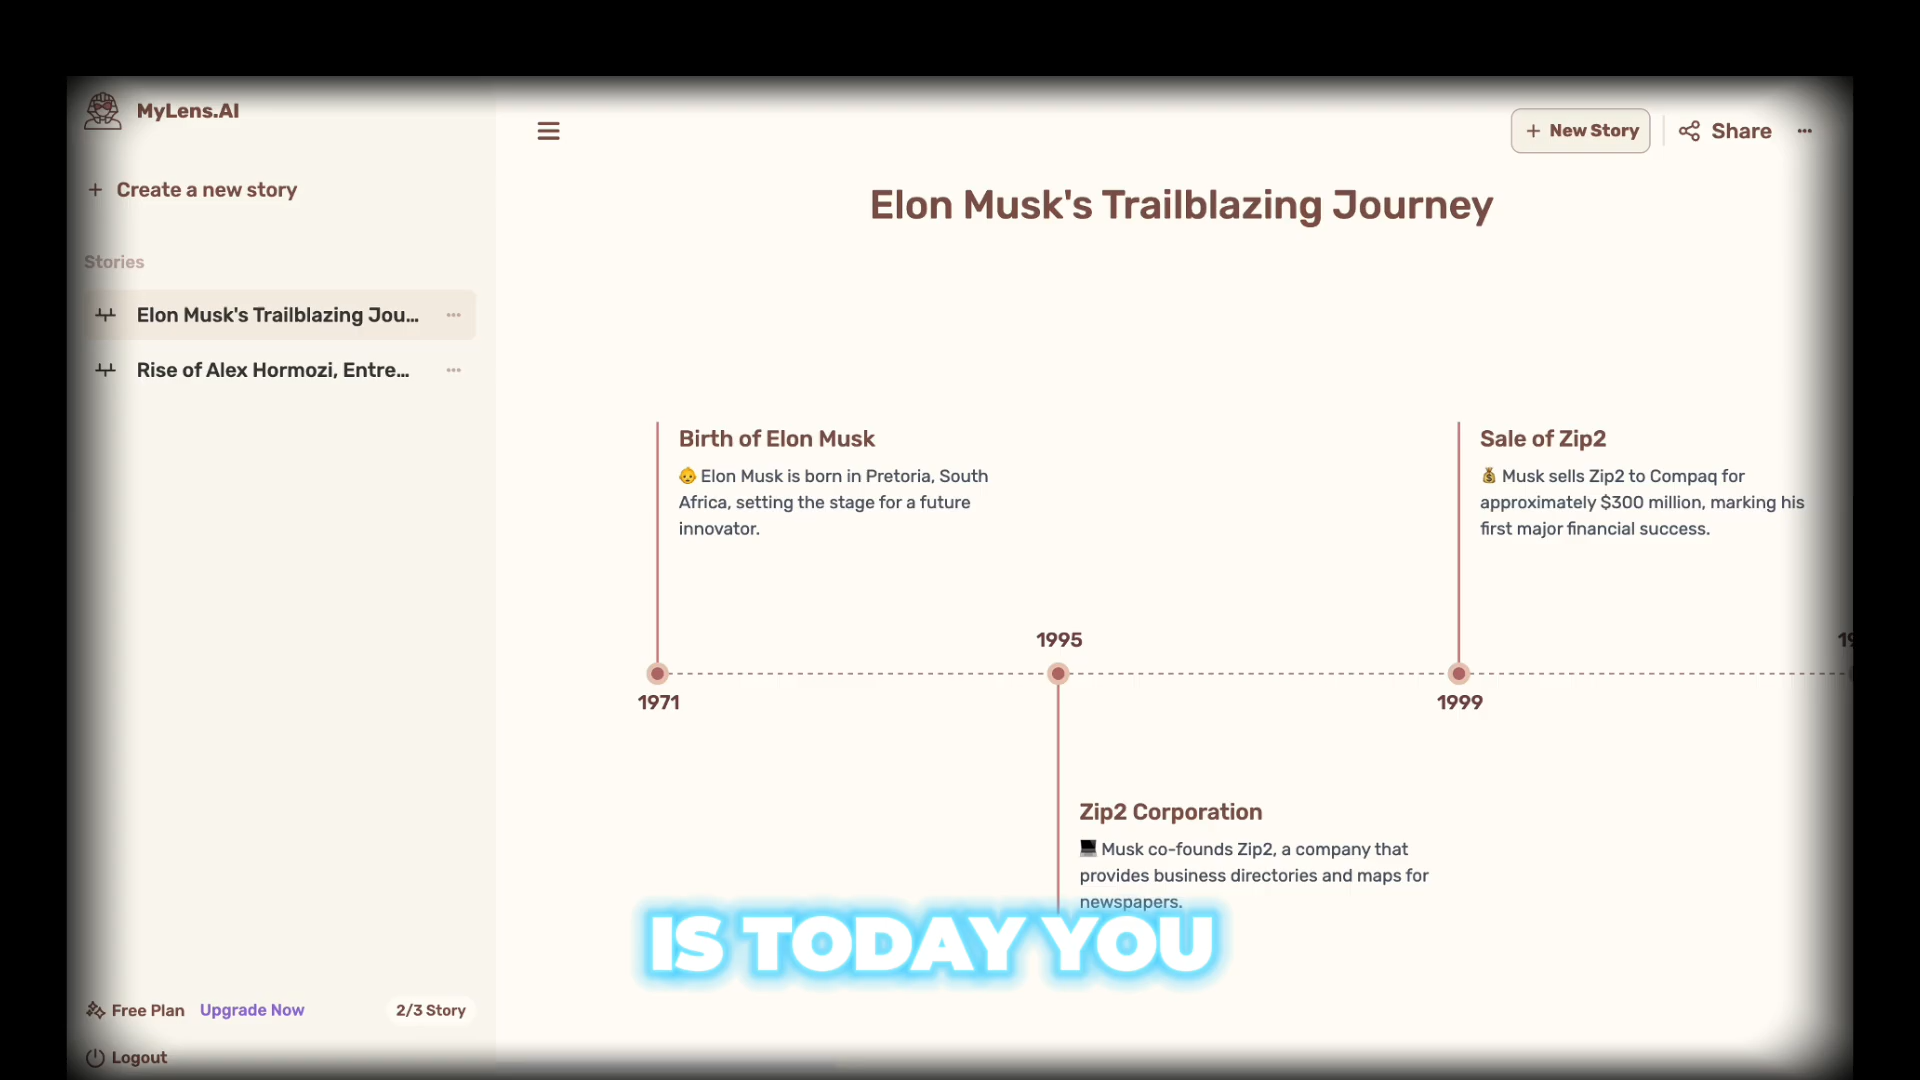 MyLens.AI
+ New Story
Share
Create a new story
Elon Musk's Trailblazing Journey
Stories
Elon Musk's Trailblazing Jou...
Rise of Alex Hormozi, Entre...
Birth of Elon Musk
👶 Elon Musk is born in Pretoria, South
Africa, setting the stage for a future
innovator.
Sale of Zip2
💰 Musk sells Zip2 to Compaq for
approximately $300 million, marking his
first major financial success.
1995
1971
1999
Zip2 Corporation
💻 Musk co-founds Zip2, a company that
provides business directories and maps for
newspapers.
IS TODAY YOU
Free Plan Upgrade Now 2/3 Story
Logout